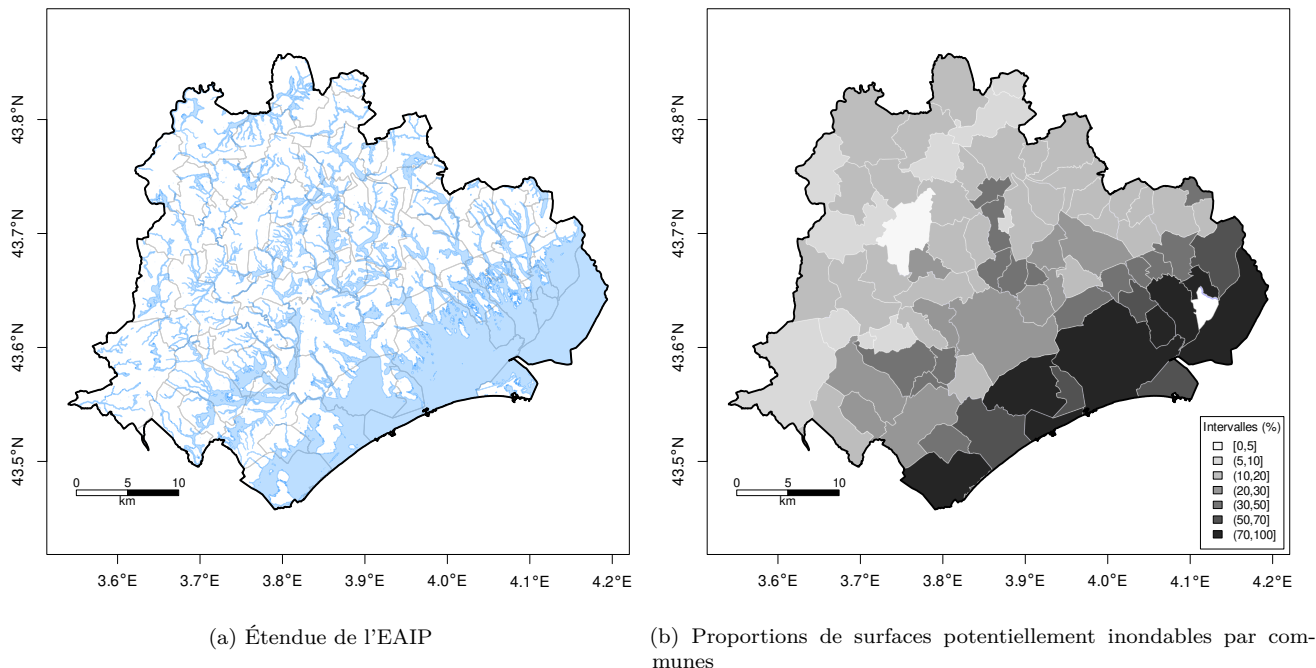 43.8°N
43.7°N
43.6°N
43.5°N
0 5 10
km
3.6°E 3.7°E 3.8°E 3.9°E 4.0°E 4.1°E 4.2°E
(a) Étendue de l'EAIP
43.8°N
43.7°N
43.6°N
43.5°N
0 5 10
km
Intervalles (%)
[0,5]
(5,10]
(10,20]
(20,30]
(30,50]
(50,70]
(70,100]
3.6°E 3.7°E 3.8°E 3.9°E 4.0°E 4.1°E 4.2°E
(b) Proportions de surfaces potentiellement inondables par com-
munes